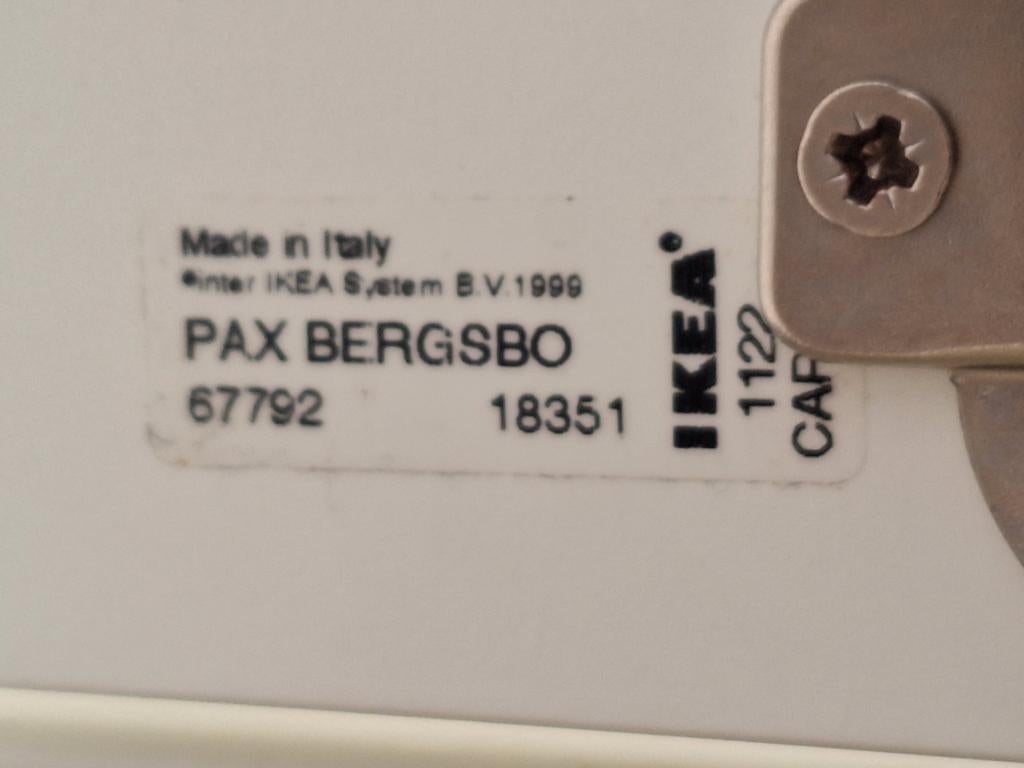 Made in Italy
©Inter IKEA System B.V.1999
PAX BERGSBO
67792 18351
IKEA®
1122
CAR